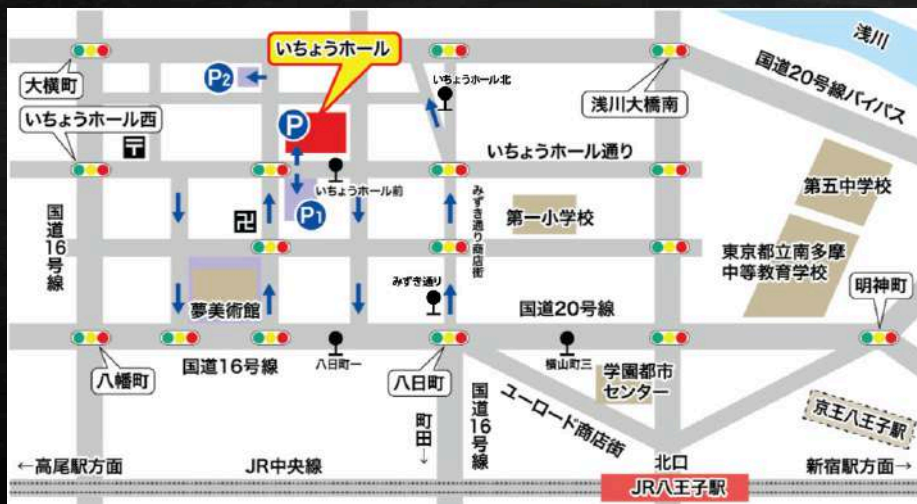 いちょうホール
浅川
国道20号線バイパス
大横町
P2
いちょうホール北
浅川大橋南
いちょうホール西
P
いちょうホール通り
第五中学校
いちょうホール前
P1
国道16号線
みずき通り商店街
第一小学校
東京都立南多摩
中等教育学校
夢美術館
みずき通り
国道20号線
明神町
八幡町
国道16号線
八日町一
八日町
横山町三
学園都市
センター
町田→
国道16号線
ユーロード商店街
京王八王子駅
←高尾駅方面
JR中央線
北口
新宿駅方面→
JR八王子駅